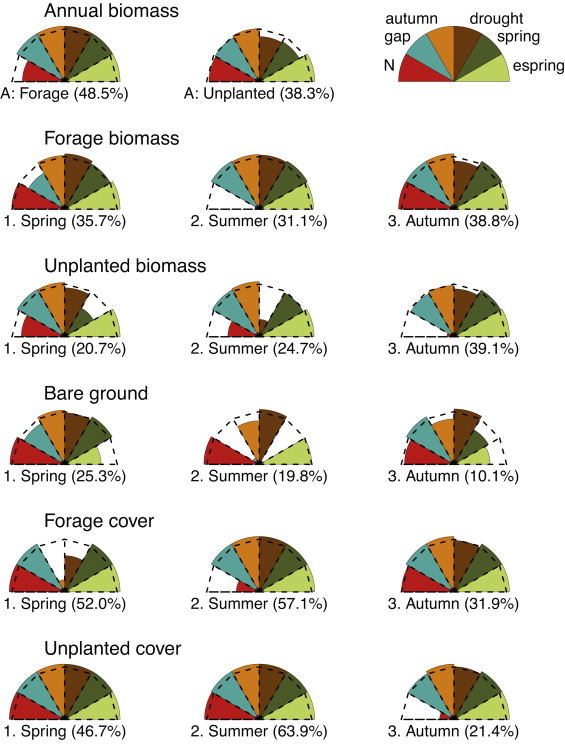 Annual biomass
autumn gap
drought spring
N
espring
A: Forage (48.5%)
A: Unplanted (38.3%)
Forage biomass
1. Spring (35.7%)
2. Summer (31.1%)
3. Autumn (38.8%)
Unplanted biomass
1. Spring (20.7%)
2. Summer (24.7%)
3. Autumn (39.1%)
Bare ground
1. Spring (25.3%)
2. Summer (19.8%)
3. Autumn (10.1%)
Forage cover
1. Spring (52.0%)
2. Summer (57.1%)
3. Autumn (31.9%)
Unplanted cover
1. Spring (46.7%)
2. Summer (63.9%)
3. Autumn (21.4%)